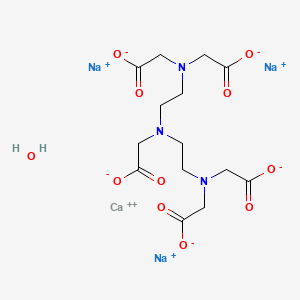 O - O -
Na + N Na +
O O
H H
O N
O - O -
O O N O
Ca ++ O
O -
Na +